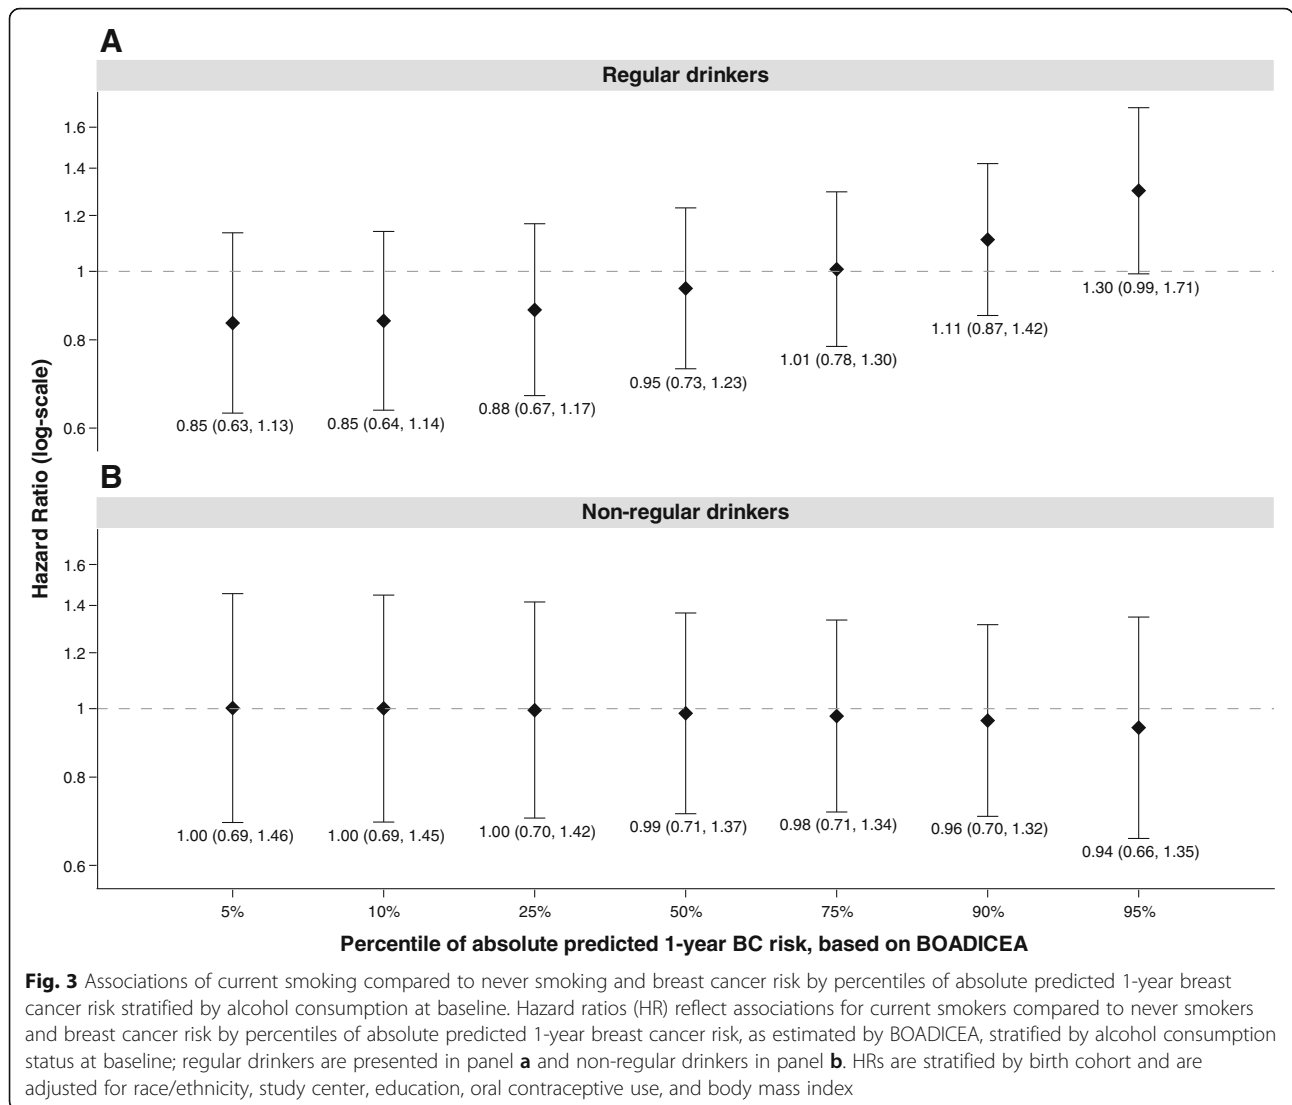 A
Regular drinkers
1.6
1.4
1.2
1
0.8
0.6
0.85 (0.63, 1.13)
0.85 (0.64, 1.14)
0.88 (0.67, 1.17)
0.95 (0.73, 1.23)
1.01 (0.78, 1.30)
1.11 (0.87, 1.42)
1.30 (0.99, 1.71)
Hazard Ratio (log-scale)
B
Non-regular drinkers
1.6
1.4
1.2
1
0.8
0.6
1.00 (0.69, 1.46)
1.00 (0.69, 1.45)
1.00 (0.70, 1.42)
0.99 (0.71, 1.37)
0.98 (0.71, 1.34)
0.96 (0.70, 1.32)
0.94 (0.66, 1.35)
5% 10% 25% 50% 75% 90% 95%
Percentile of absolute predicted 1-year BC risk, based on BOADICEA
Fig. 3 Associations of current smoking compared to never smoking and breast cancer risk by percentiles of absolute predicted 1-year breast
cancer risk stratified by alcohol consumption at baseline. Hazard ratios (HR) reflect associations for current smokers compared to never smokers
and breast cancer risk by percentiles of absolute predicted 1-year breast cancer risk, as estimated by BOADICEA, stratified by alcohol consumption
status at baseline; regular drinkers are presented in panel a and non-regular drinkers in panel b. HRs are stratified by birth cohort and are
adjusted for race/ethnicity, study center, education, oral contraceptive use, and body mass index